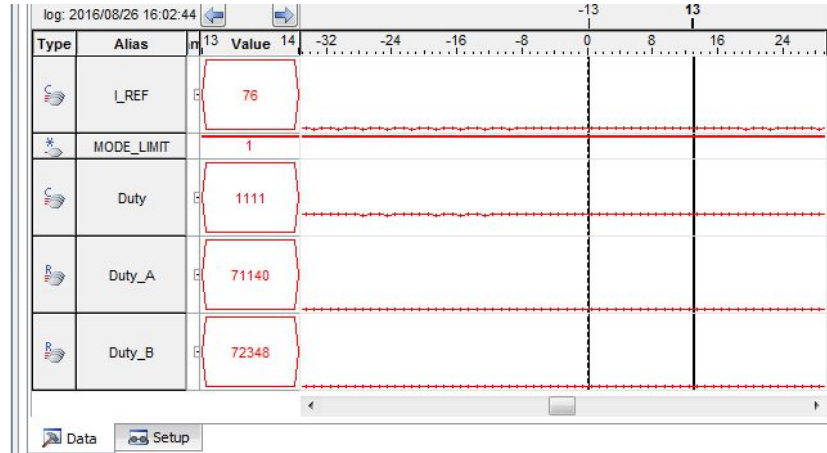 log: 2016/08/26 16:02:44
-13 13
Type Alias 13 Value 14 -32 -24 -16 -8 0 8 16 24
I_REF 76
MODE_LIMIT 1
Duty 1111
Duty_A 71140
Duty_B 72348
Data Setup